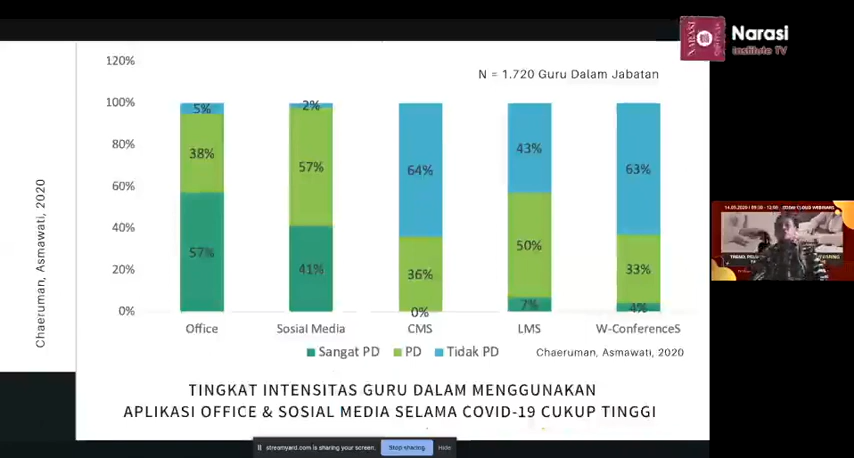 Narasi
Institute TV
120%
N = 1.720 Guru Dalam Jabatan
100%
80%
60%
40%
20%
0%
5%
38%
57%
2%
57%
41%
64%
36%
0%
43%
50%
7%
63%
33%
4%
Office
Sosial Media
CMS
LMS
W-ConferenceS
Sangat PD
PD
Tidak PD
Chaeruman, Asmawati, 2020
Chaeruman, Asmawati, 2020
TINGKAT INTENSITAS GURU DALAM MENGGUNAKAN
APLIKASI OFFICE & SOSIAL MEDIA SELAMA COVID-19 CUKUP TINGGI
streamyard.com is sharing your screen.
Stop sharing
Hide